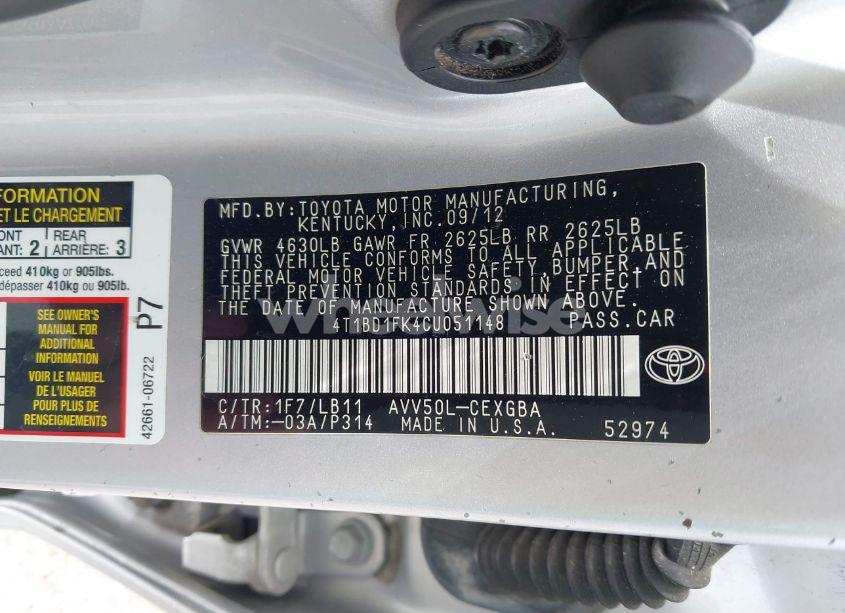 FORMATION
ET LE CHARGEMENT
ANT: 2 REAR ARRIÈRE: 3
ceed 410kg or 905lbs.
dépasser 410kg ou 905lb.
SEE OWNER'S
MANUAL FOR
ADDITIONAL
INFORMATION
VOIR LE MANUEL
DE L'USAGER
POUR PLUS DE
RENSEIGNEMENTS
P7
42661-06722
MFD.BY:TOYOTA MOTOR MANUFACTURING,
KENTUCKY,INC.09/12
GVWR 4630LB GAWR FR 2625LB RR 2625LB
THIS VEHICLE CONFORMS TO ALL APPLICABLE
FEDERAL MOTOR VEHICLE SAFETY,BUMPER,AND
THEFT PREVENTION STANDARDS IN EFFECT ON
THE DATE OF MANUFACTURE SHOWN ABOVE.
4T1BD1FK4CU051148 PASS.CAR
C/TR:1F7/LB11 AVV50L-CEXGBA
A/TM:-03A/P314 MADE IN U.S.A. 52974